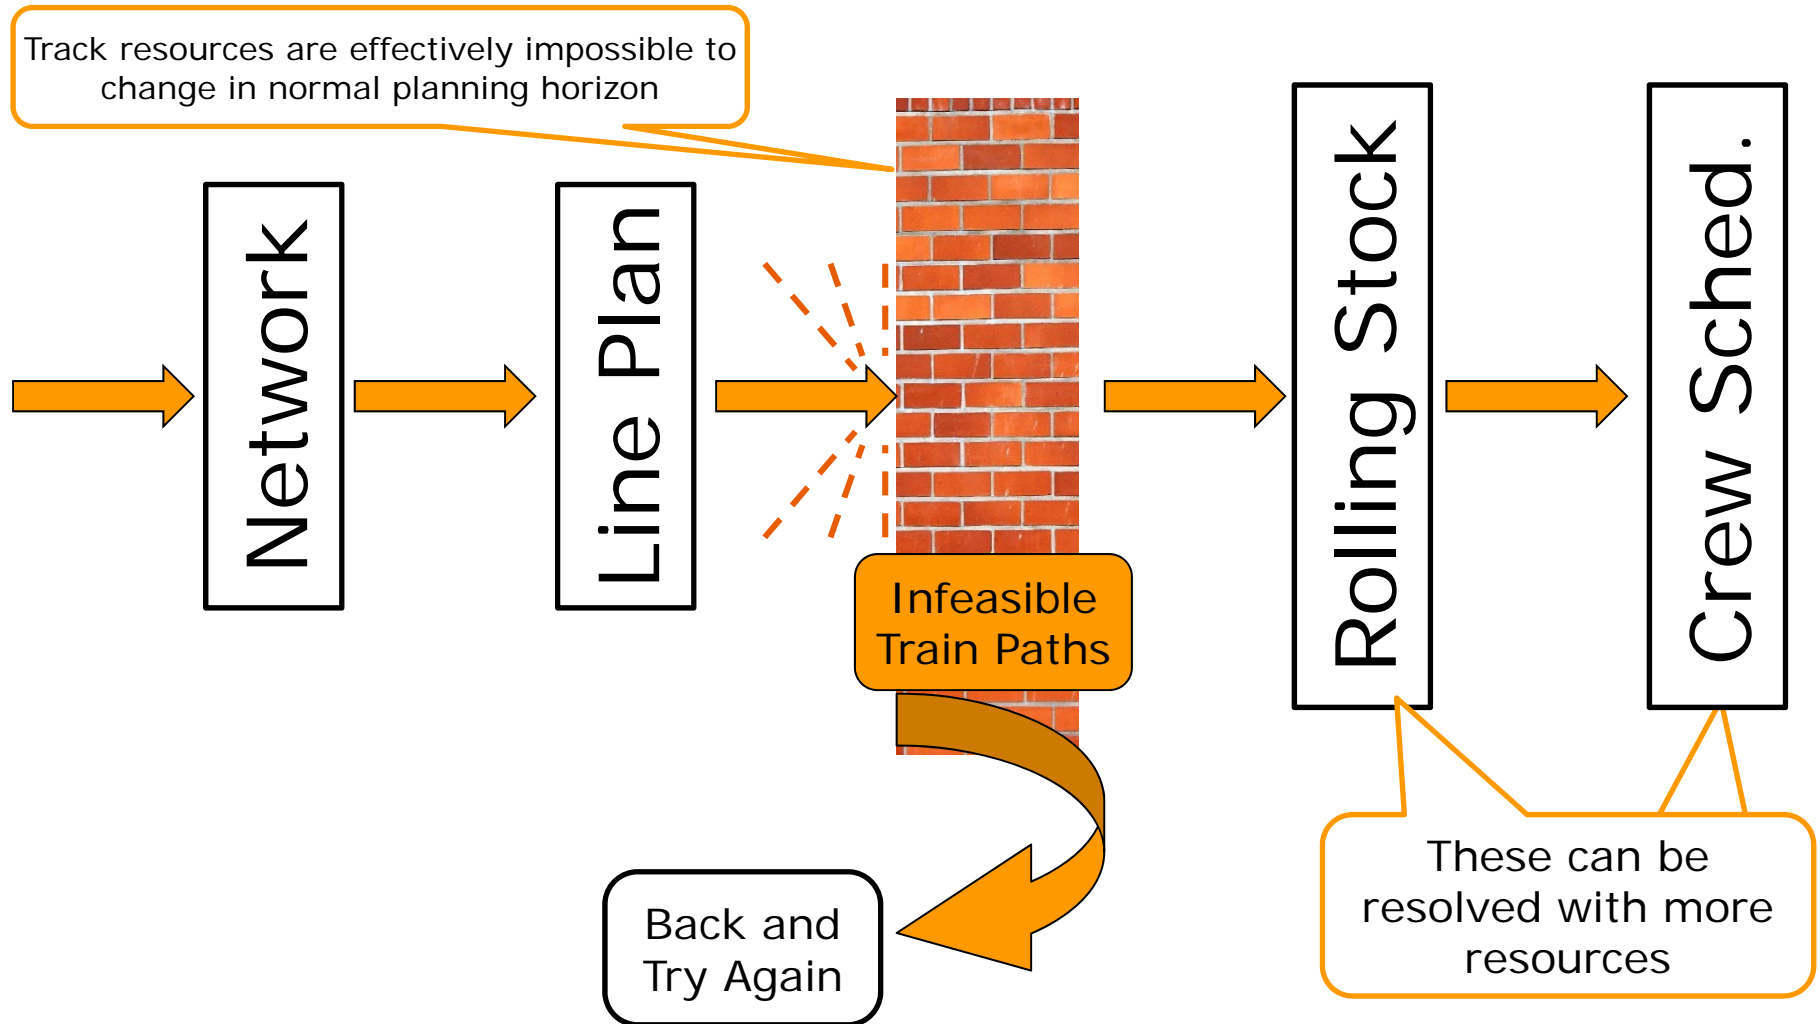 Track resources are effectively impossible to
change in normal planning horizon
Network
Line Plan
Infeasible
Train Paths
Rolling Stock
Crew Sched.
Back and
Try Again
These can be
resolved with more
resources